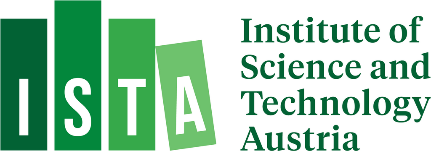 ISTA
Institute of
Science and
Technology
Austria